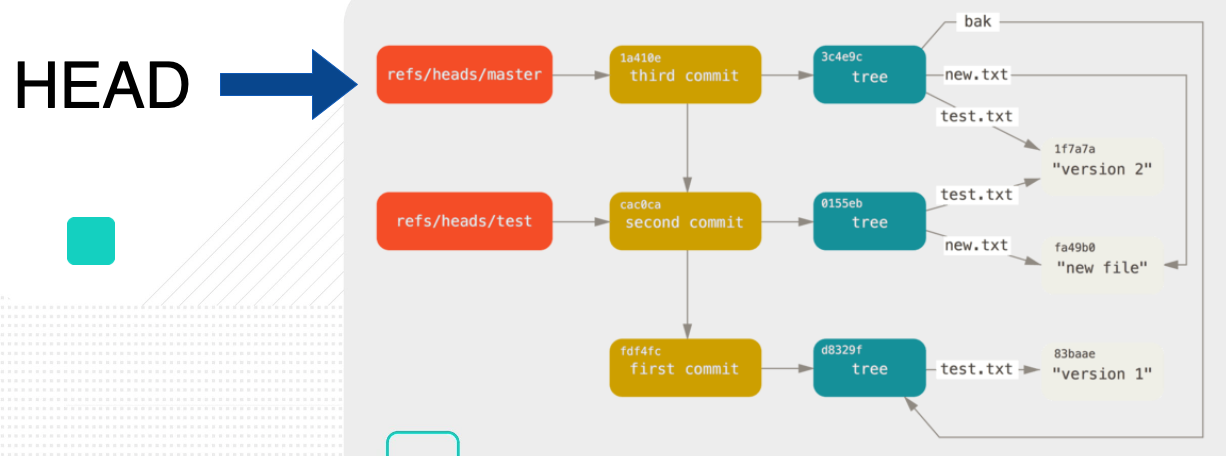 HEAD
refs/heads/master
1a410e
third commit
3c4e9c
tree
bak
new.txt
test.txt
1f7a7a
"version 2"
refs/heads/test
cac0ca
second commit
0155eb
tree
test.txt
new.txt
fa49b0
"new file"
fdf4fc
first commit
d8329f
tree
test.txt
83baae
"version 1"